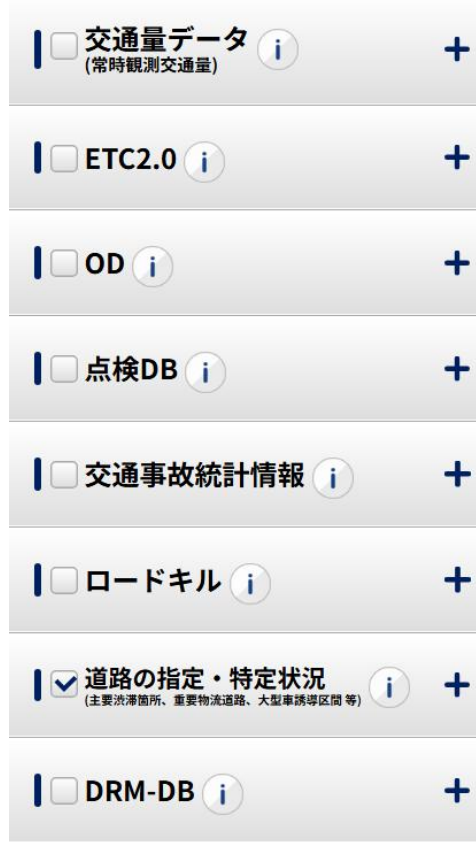 交通量データ
(常時観測交通量)
ETC2.0
OD
点検DB
交通事故統計情報
ロードキル
道路の指定・特定状況
(主要渋滞箇所、重要物流道路、大型車誘導区間 等)
DRM-DB